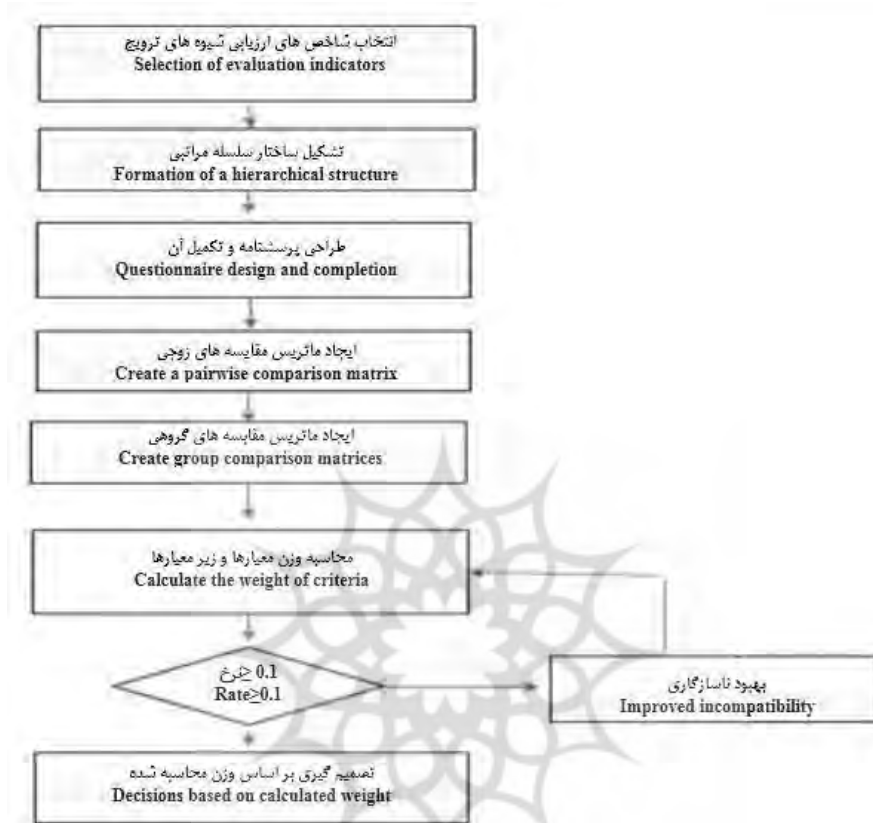 انتخاب شاخص های ارزیابی شیوه های ترویج
Selection of evaluation indicators
تشکیل ساختار سلسله مراتبی
Formation of a hierarchical structure
طراحی پرسشنامه و تکمیل آن
Questionnaire design and completion
ایجاد ماتریس مقایسه های زوجی
Create a pairwise comparison matrix
ایجاد ماتریس مقایسه های گروهی
Create group comparison matrices
محاسبه وزن معیارها و زیر معیارها
Calculate the weight of criteria
نرخ≥ 0.1
Rate≥0.1
بهبود ناسازگاری
Improved incompatibility
تصمیم گیری بر اساس وزن محاسبه شده
Decisions based on calculated weight